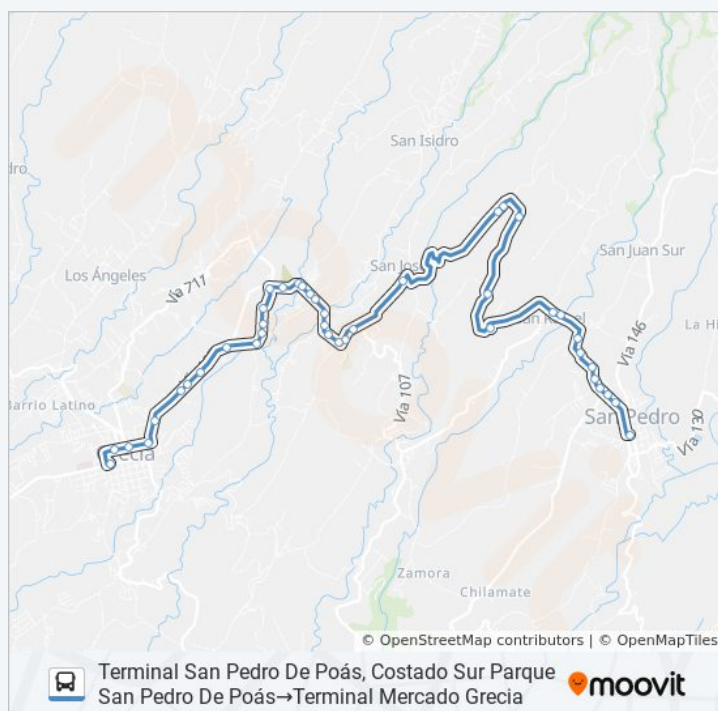 San Isidro
San Juan Sur
San Jos
Los Ángeles
Vía 711
Vía 146
La Hi
Vía 107
Barrio Latino
San Pedro
Vía 130
Zamora
Chilamate
© OpenStreetMap contributors | © OpenMapTiles
Terminal San Pedro De Poás, Costado Sur Parque
San Pedro De Poás→Terminal Mercado Grecia
moovit